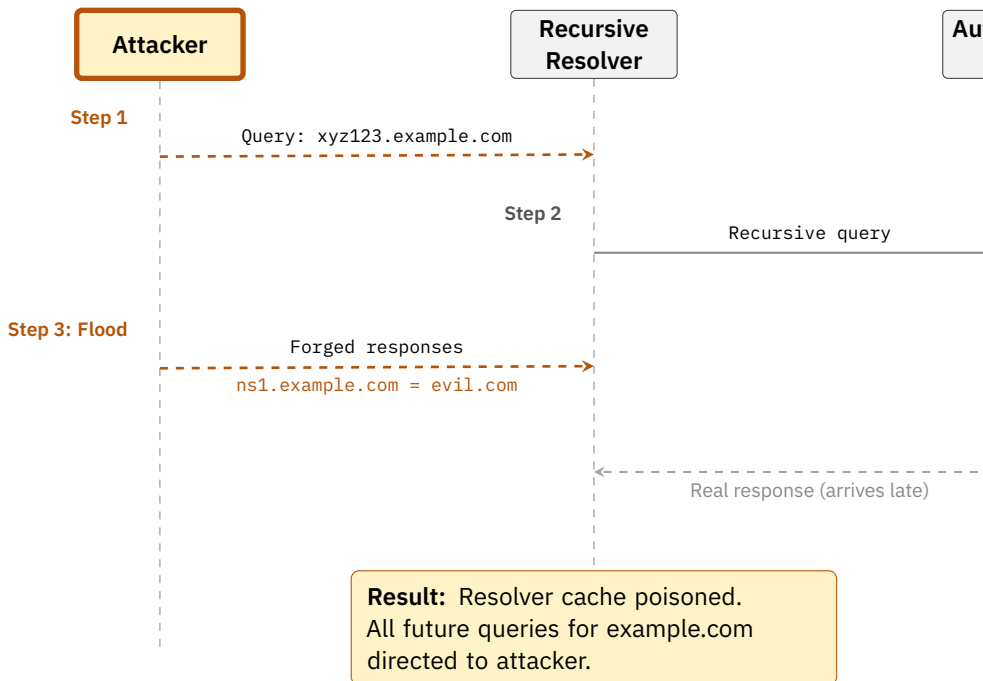 Attacker
Recursive
Resolver
Step 1
Query: xyz123.example.com
Step 2
Recursive query
Step 3: Flood
Forged responses
ns1.example.com = evil.com
Real response (arrives late)
Result: Resolver cache poisoned.
All future queries for example.com
directed to attacker.